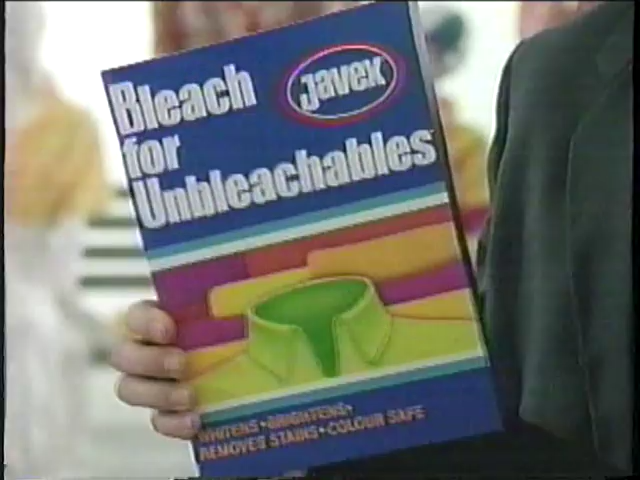 Bleach
Javex
for
Unbleachables
WHITENS•BRIGHTENS•
REMOVES STAINS•COLOUR SAFE